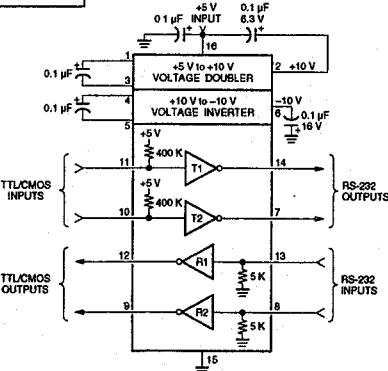 +5 V
INPUT
0.1 µF
0.1 µF
6.3 V
16
1
+5 V to +10 V
VOLTAGE DOUBLER
2 +10 V
0.1 µF
3
4
+10 V to –10 V
VOLTAGE INVERTER
–10 V
6
0.1 µF
5
0.1 µF
16 V
+5 V
400 K
11
T1
14
TTL/CMOS
INPUTS
+5 V
400 K
RS-232
OUTPUTS
10
T2
7
12
R1
13
5 K
TTL/CMOS
OUTPUTS
RS-232
INPUTS
9
R2
8
5 K
15